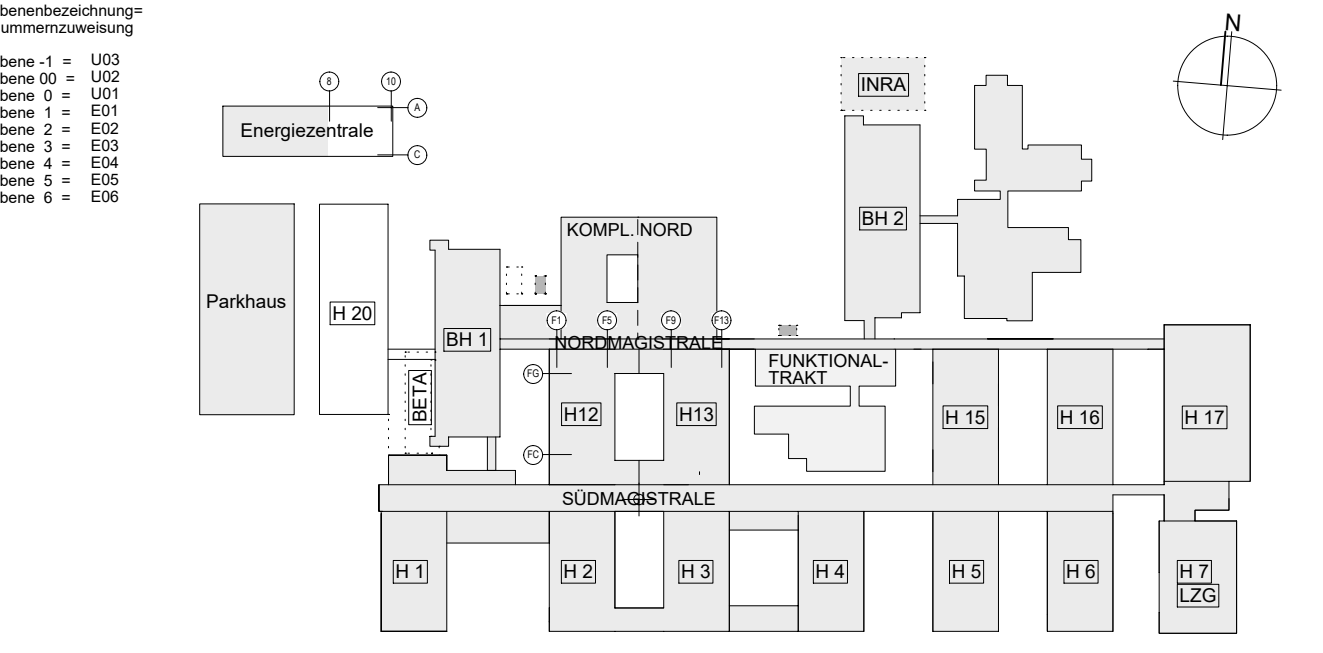 benenbezeichnung=
ummernzuweisung
bene -1 = U03
bene 00 = U02
bene 0 = U01
bene 1 = E01
bene 2 = E02
bene 3 = E03
bene 4 = E04
bene 5 = E05
bene 6 = E06
N
8
10
A
Energiezentrale
C
INRA
Parkhaus
H 20
BH 1
BETA
KOMPL. NORD
BH 2
F1
F5
F9
F13
NORDMAGISTRALE
FUNKTIONAL-
TRAKT
FG
H12
H13
H 15
H 16
H 17
FC
SÜDMAGISTRALE
H 1
H 2
H 3
H 4
H 5
H 6
H 7
LZG